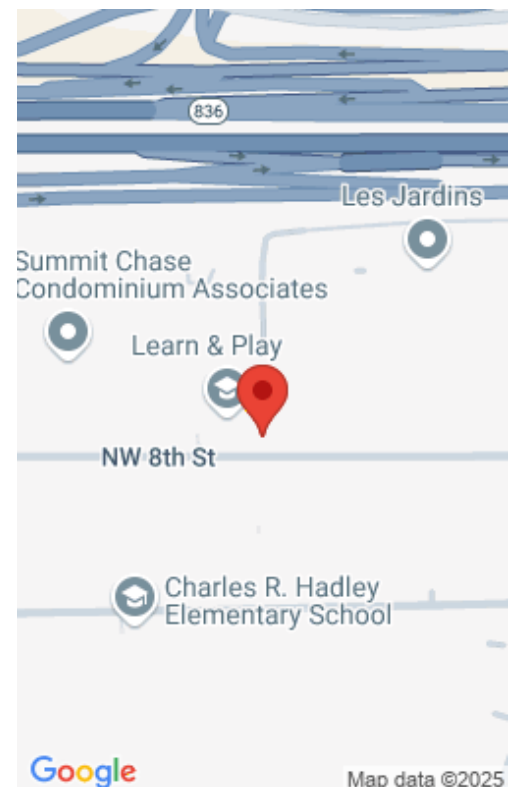 836
Les Jardins
Summit Chase
Condominium Associates
Learn & Play
NW 8th St
Charles R. Hadley
Elementary School
Google
Map data ©2025